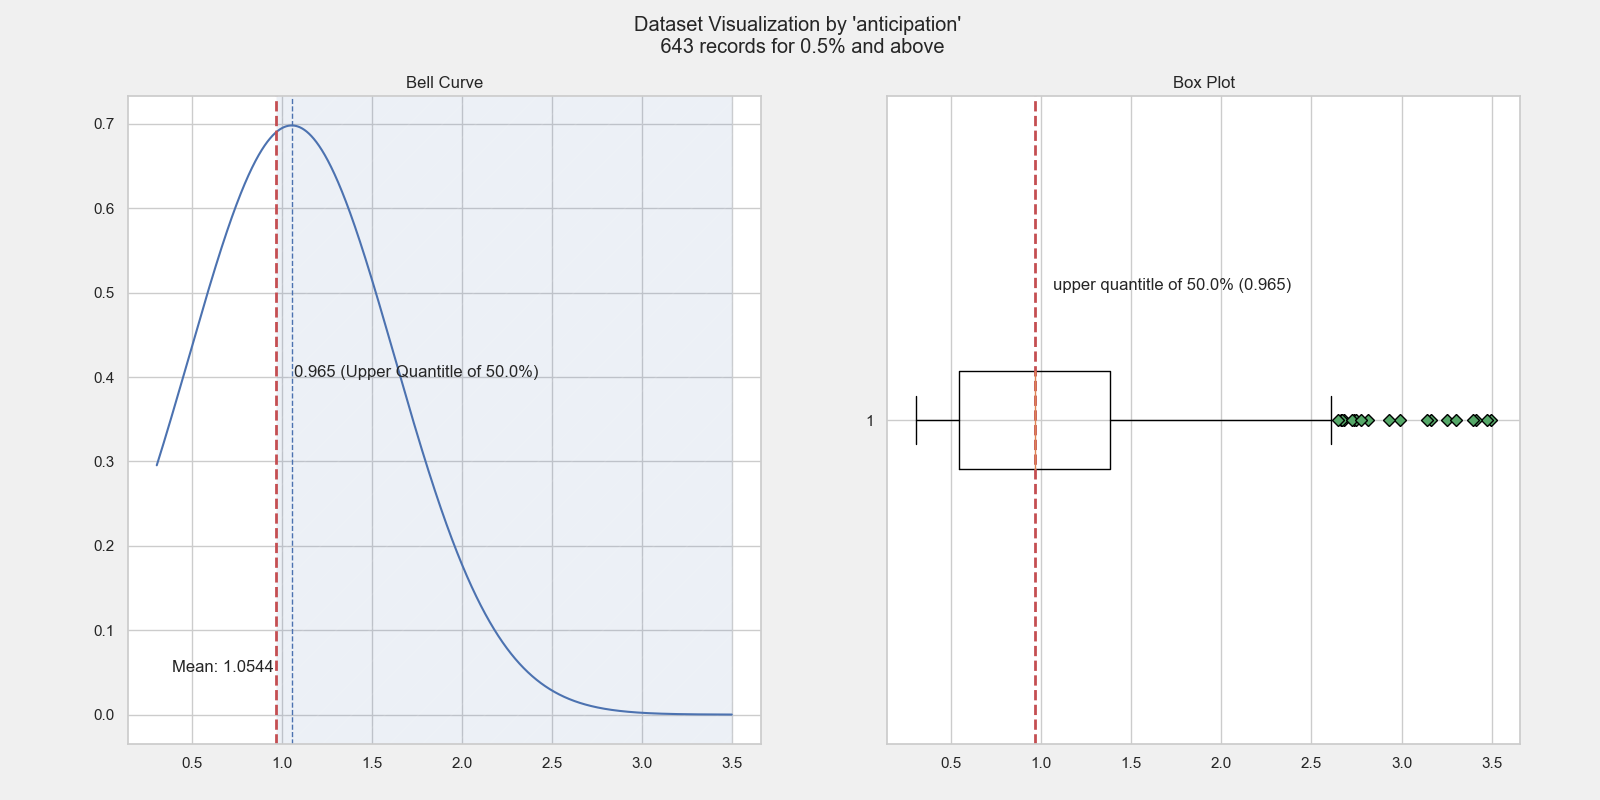 Dataset Visualization by 'anticipation'
643 records for 0.5% and above
Bell Curve
0.7
0.6
0.5
0.4
0.3
0.2
0.1
0.0
0.965 (Upper Quantitle of 50.0%)
Mean: 1.0544
0.5 1.0 1.5 2.0 2.5 3.0 3.5
Box Plot
upper quantitle of 50.0% (0.965)
1
0.5 1.0 1.5 2.0 2.5 3.0 3.5